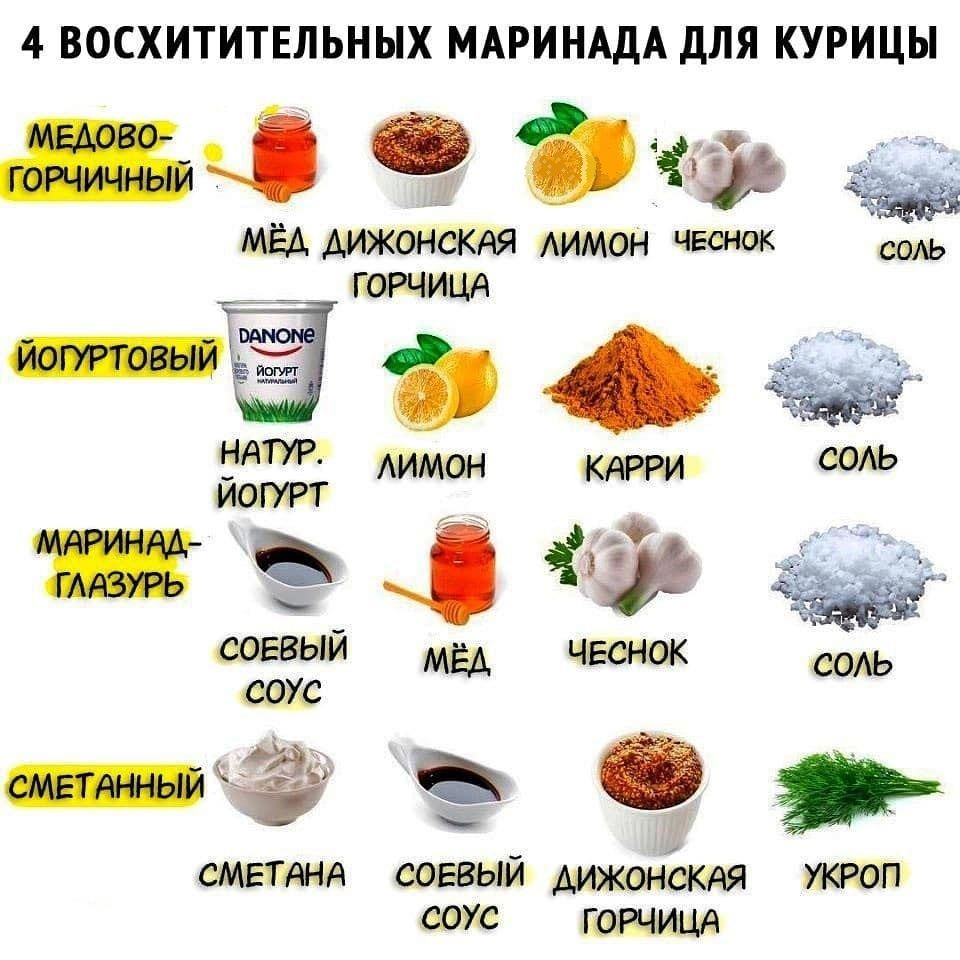 4 ВОСХИТИТЕЛЬНЫХ МАРИНАДА ДЛЯ КУРИЦЫ
МЕДОВО-
ГОРЧИЧНЫЙ
МЁД ДИЖОНСКАЯ ЛИМОН ЧЕСНОК СОЛЬ
ГОРЧИЦА
ЙОГУРТОВЫЙ
DANONE
ЙОГУРТ
НАТУРАЛЬНЫЙ
НАТУР. ЛИМОН КАРРИ СОЛЬ
ЙОГУРТ
МАРИНАД-
ГЛАЗУРЬ
СОЕВЫЙ МЁД ЧЕСНОК СОЛЬ
СОУС
СМЕТАННЫЙ
СМЕТАНА СОЕВЫЙ ДИЖОНСКАЯ УКРОП
СОУС ГОРЧИЦА